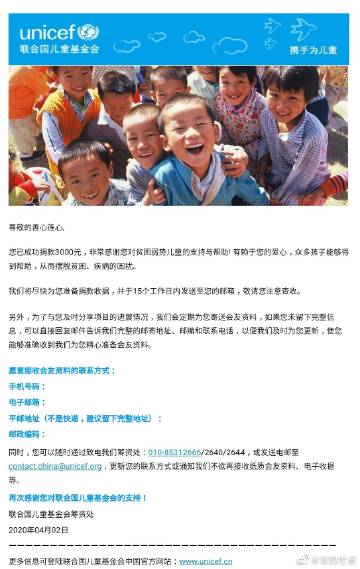 unicef
联合国儿童基金会
携手为儿童
尊敬的善心莲心,
您已成功捐款3000元，非常感谢您对贫困弱势儿童的支持与帮助! 有赖于您的爱心，众多孩子能够得
到帮助，从而摆脱贫困、疾病的困扰。
我们将尽快为您准备捐款收据，并于15个工作日内发送至您的邮箱，敬请您注意查收。
另外，为了与您及时分享项目的进展情况，我们会定期为您寄送会友资料，如果您未留下完整信
息，可以直接回复邮件告诉我们完整的邮寄地址、邮编和联系电话，以便我们及时为您更新，使您
能够准确收到我们为您精心准备会友资料。
愿意接收会友资料的联系方式：
手机号码：
电子邮箱：
平邮地址（不是快递，建议留下完整地址）：
邮政编码：
同时，您可以随时通过致电我们筹资处：010-85312666/2640/2644，或发送电邮至
contact.china@unicef.org，更新您的联系方式或通知我们不欲再接收纸质会友资料、电子收据
等。
再次感谢您对联合国儿童基金会的支持！
联合国儿童基金会筹资处
2020年04月02日
更多信息可登陆联合国儿童基金会中国官方网站：www.unicef.cn